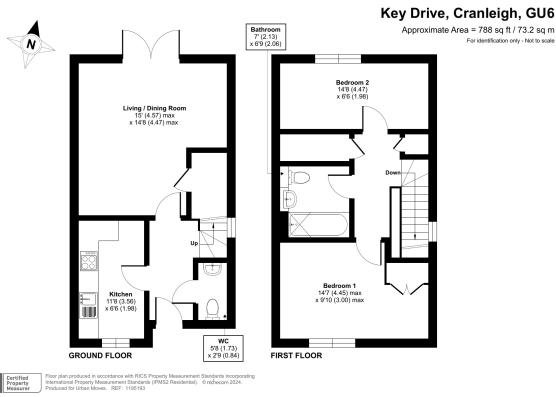 Key Drive, Cranleigh, GU6
Approximate Area = 788 sq ft / 73.2 sq m
For identification only - Not to scale
N
Bathroom
7' (2.13)
x 6'9 (2.06)
Living / Dining Room
15' (4.57) max
x 14'8 (4.47) max
Bedroom 2
14'8 (4.47)
x 6'6 (1.98)
Down
Up
Kitchen
11'8 (3.56)
x 6'6 (1.98)
Bedroom 1
14'7 (4.45) max
x 9'10 (3.00) max
WC
5'8 (1.73)
x 2'9 (0.84)
GROUND FLOOR
FIRST FLOOR
Certified
Property
Measurer
Floor plan produced in accordance with RICS Property Measurement Standards incorporating
International Property Measurement Standards (IPMS2 Residential). © nichecom 2024.
Produced for Urban Moves. REF: 1195193